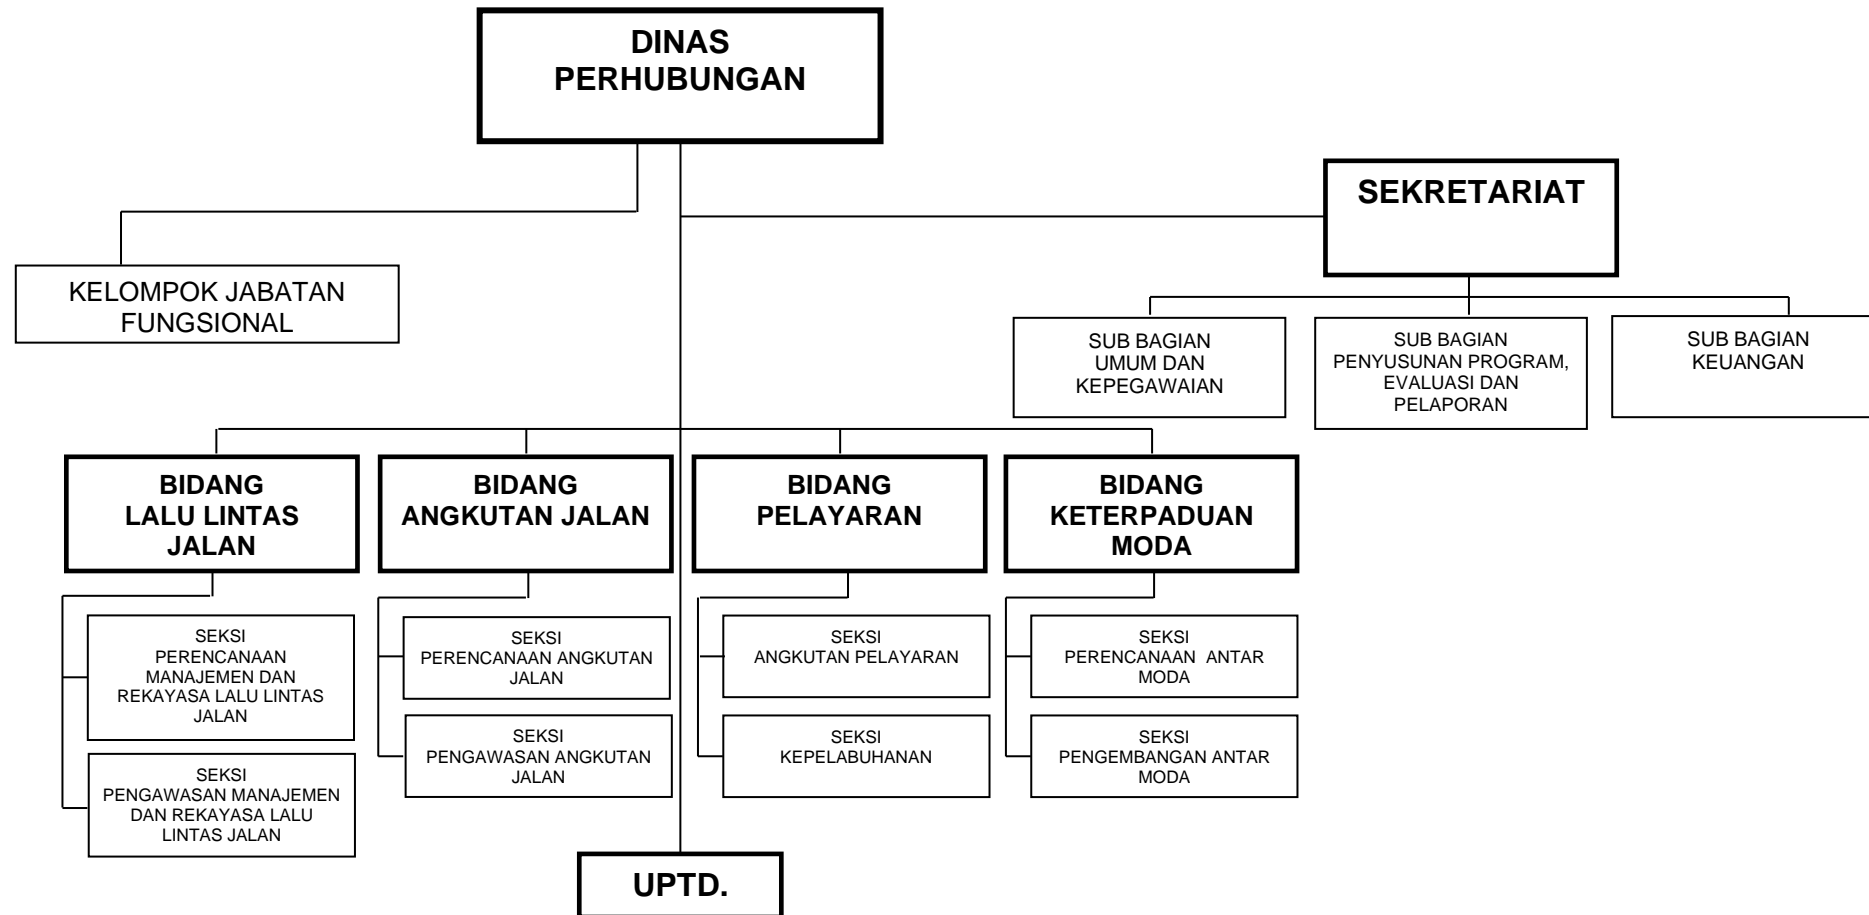 DINAS
PERHUBUNGAN
SEKRETARIAT
KELOMPOK JABATAN
FUNGSIONAL
SUB BAGIAN
UMUM DAN
KEPEGAWAIAN
SUB BAGIAN
PENYUSUNAN PROGRAM,
EVALUASI DAN
PELAPORAN
SUB BAGIAN
KEUANGAN
BIDANG
LALU LINTAS
JALAN
BIDANG
ANGKUTAN JALAN
BIDANG
PELAYARAN
BIDANG
KETERPADUAN
MODA
SEKSI
PERENCANAAN
MANAJEMEN DAN
REKAYASA LALU LINTAS
JALAN
SEKSI
PERENCANAAN ANGKUTAN
JALAN
SEKSI
ANGKUTAN PELAYARAN
SEKSI
PERENCANAAN  ANTAR
MODA
SEKSI
PENGAWASAN MANAJEMEN
DAN REKAYASA LALU
LINTAS JALAN
SEKSI
PENGAWASAN ANGKUTAN
JALAN
SEKSI
KEPELABUHANAN
SEKSI
PENGEMBANGAN ANTAR
MODA
UPTD.